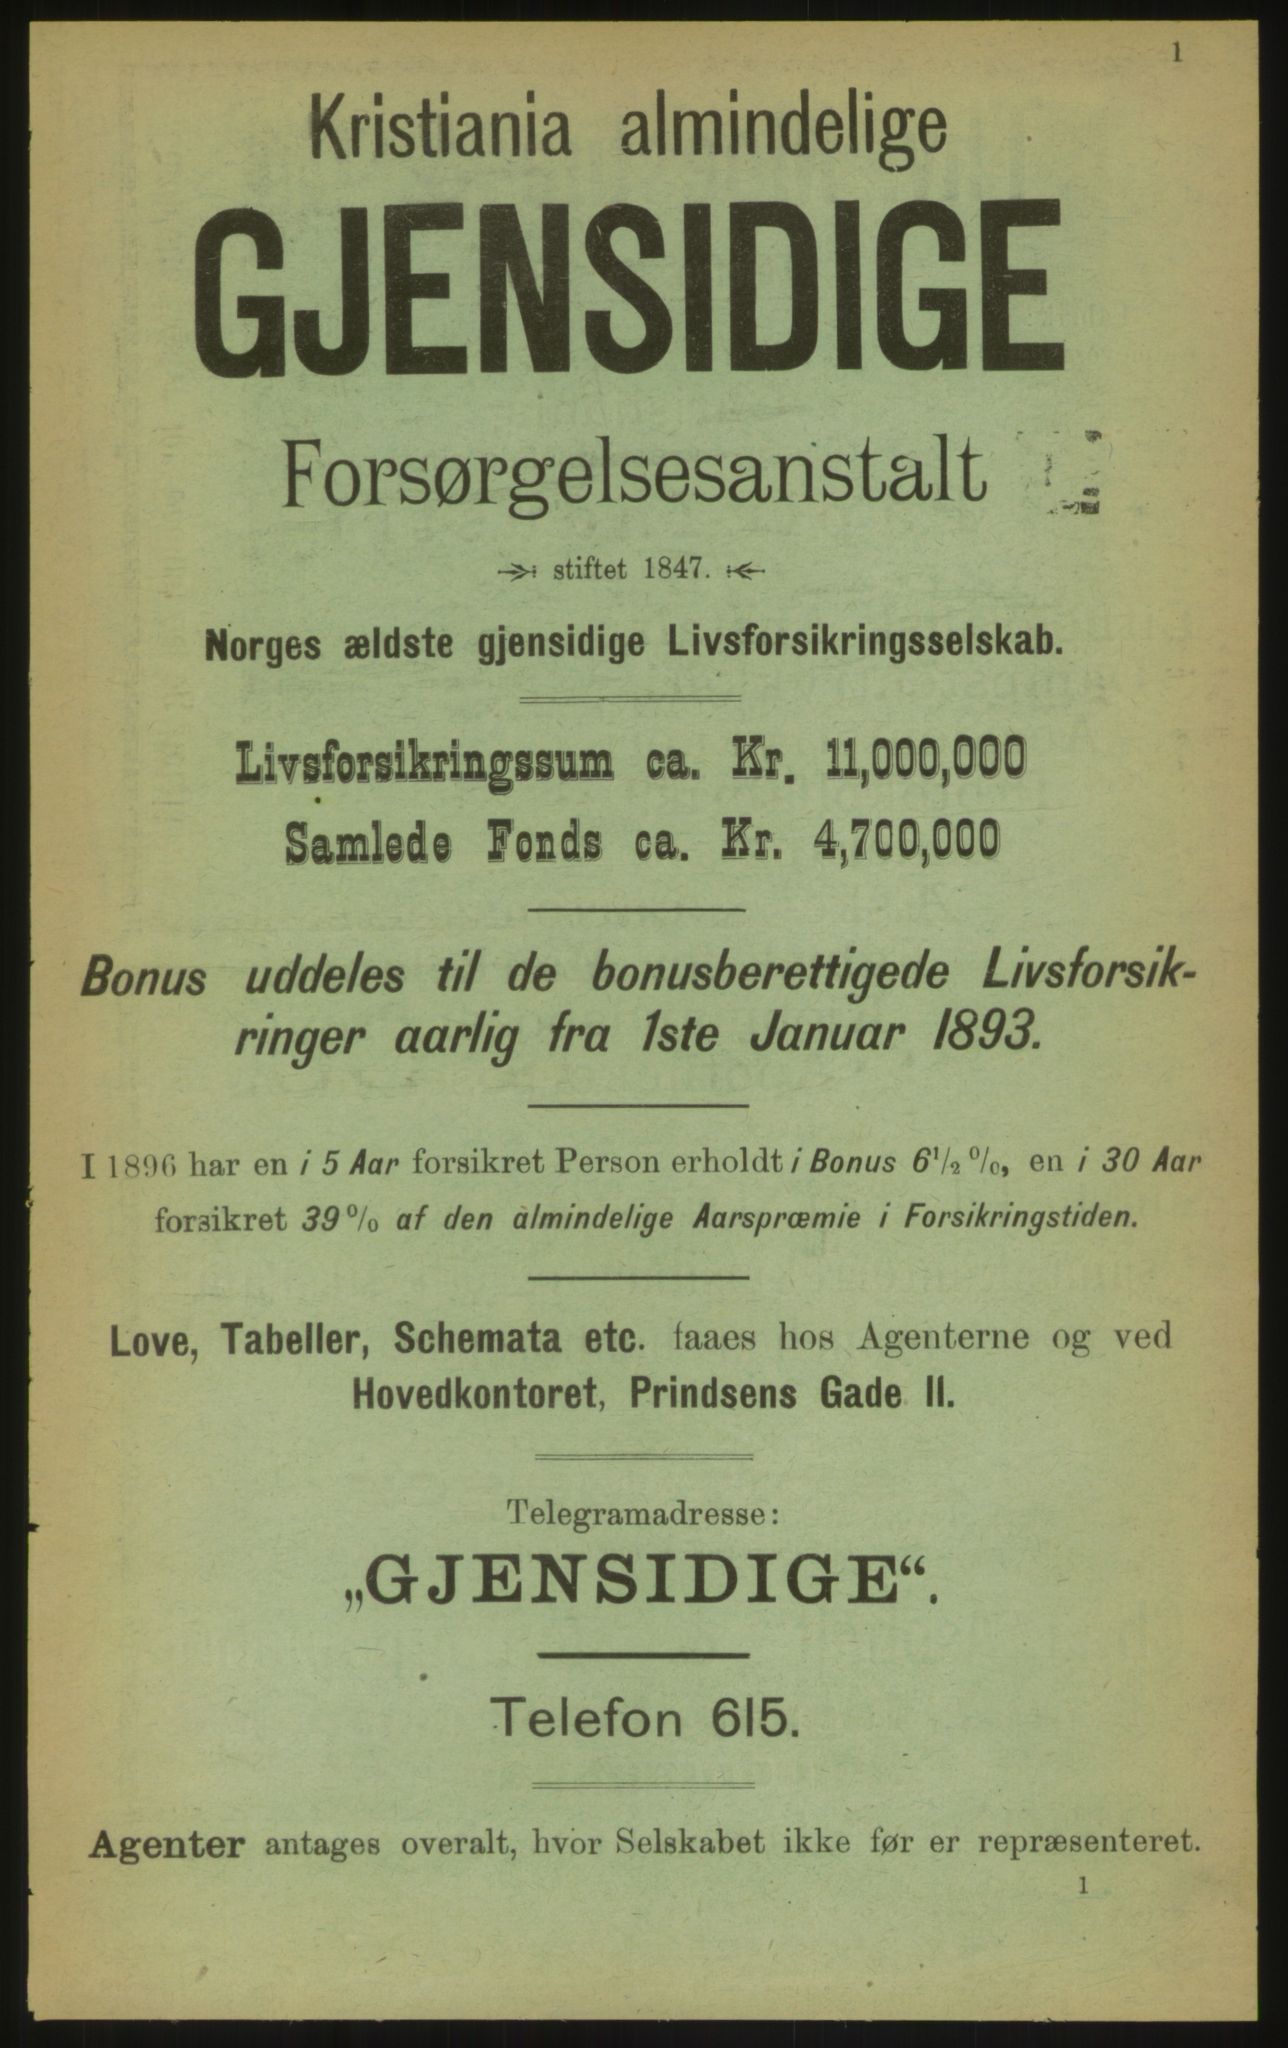 1
Kristiania almindelige
GJENSIDIGE
Forsørgelsesanstalt
stiftet 1847.
Norges ældste gjensidige Livsforsikringsselskab.
Livsforsikringssum ca. Kr. 11,000,000
Samlede Fonds ca. Kr. 4,700,000
Bonus uddeles til de bonusberettigede Livsforsik-
ringer aarlig fra 1ste Januar 1893.
I 1896 har en i 5 Aar forsikret Person erholdt i Bonus 6 1/2 %, en i 30 Aar
forsikret 39 % af den almindelige Aarspræmie i Forsikringstiden.
Love, Tabeller, Schemata etc. faaes hos Agenterne og ved
Hovedkontoret, Prindsens Gade 11.
Telegramadresse:
„GJENSIDIGE“.
Telefon 615.
Agenter antages overalt, hvor Selskabet ikke før er repræsenteret.
1